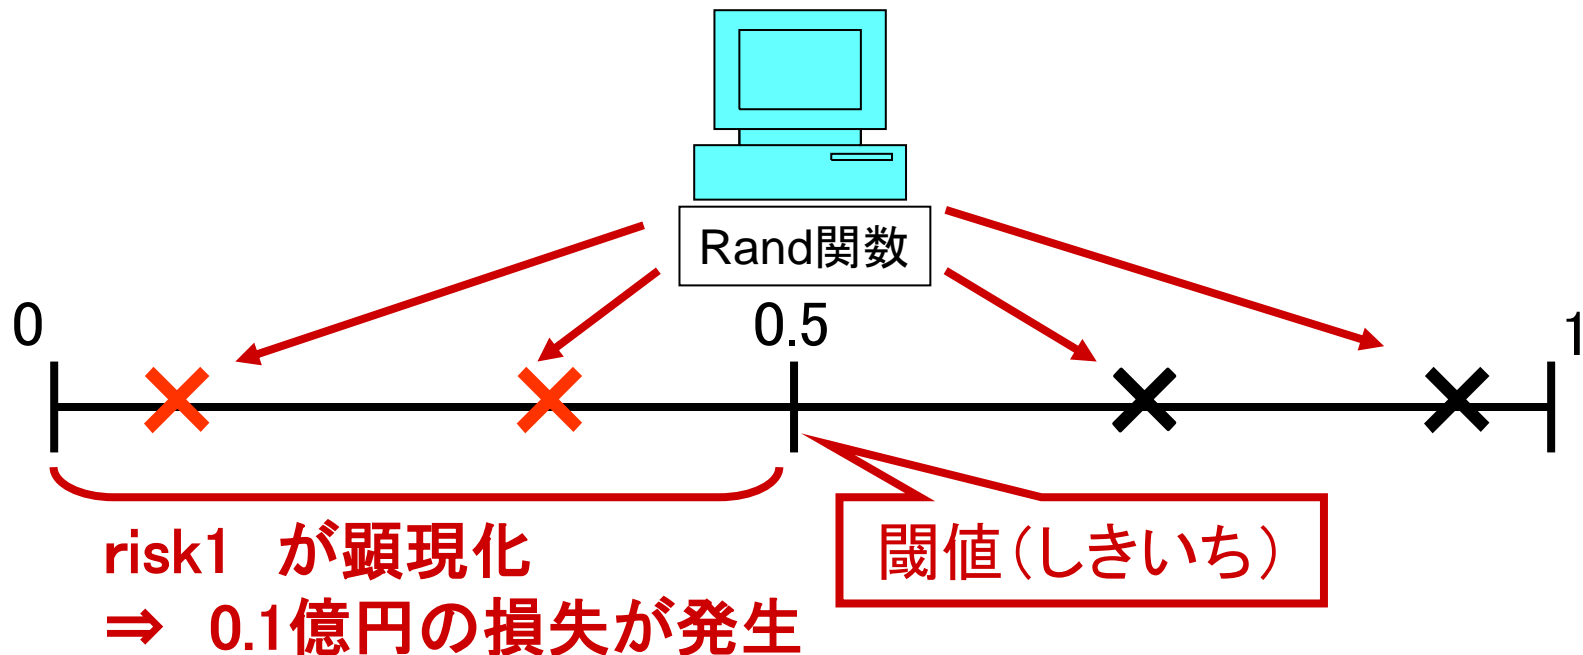 Rand関数
0
0.5
1
risk1　が顕現化
⇒　0.1億円の損失が発生
閾値（しきいち）